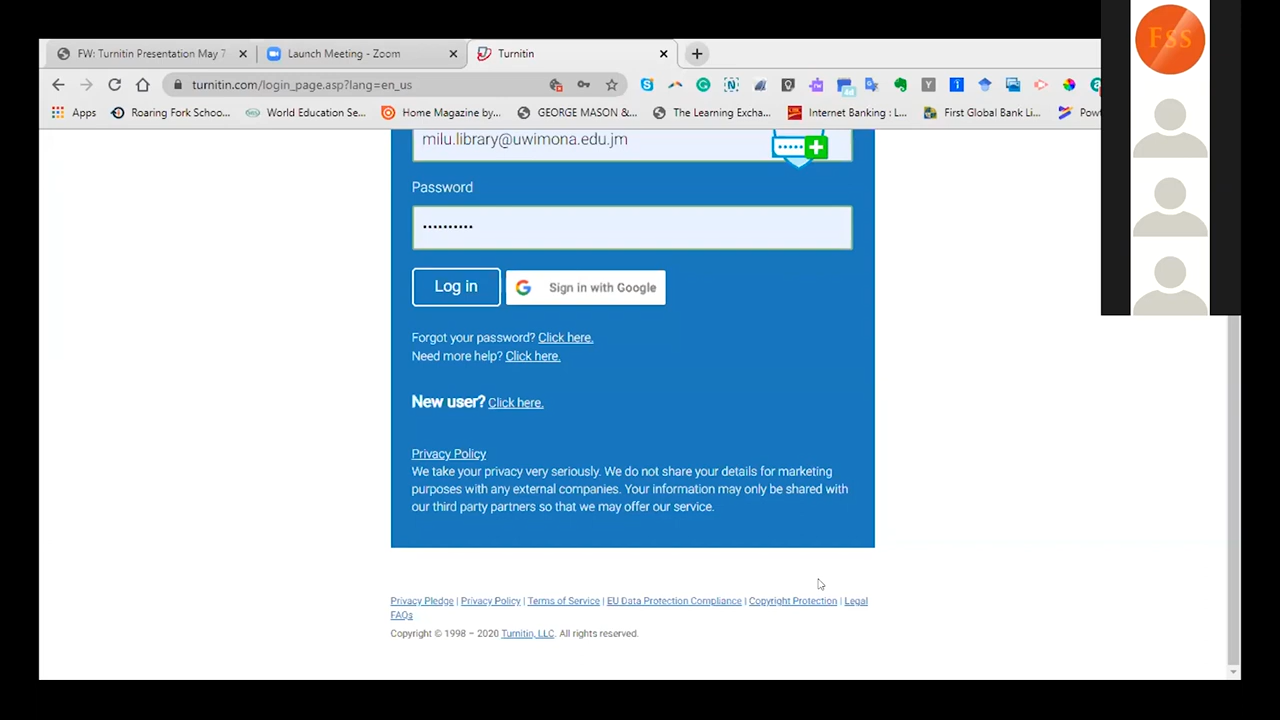 FW: Turnitin Presentation May 7
Launch Meeting - Zoom
Turnitin
turnitin.com/login_page.asp?lang=en_us
Apps
Roaring Fork Schoo...
World Education Se...
Home Magazine by...
GEORGE MASON &...
The Learning Excha...
Internet Banking : L...
First Global Bank Li...
Powt
FSS
milu.library@uwimona.edu.jm
Password
Log in
Sign in with Google
Forgot your password? Click here.
Need more help? Click here.
New user? Click here.
Privacy Policy
We take your privacy very seriously. We do not share your details for marketing
purposes with any external companies. Your information may only be shared with
our third party partners so that we may offer our service.
Privacy Pledge | Privacy Policy | Terms of Service | EU Data Protection Compliance | Copyright Protection | Legal
FAQs
Copyright © 1998 – 2020 Turnitin, LLC. All rights reserved.